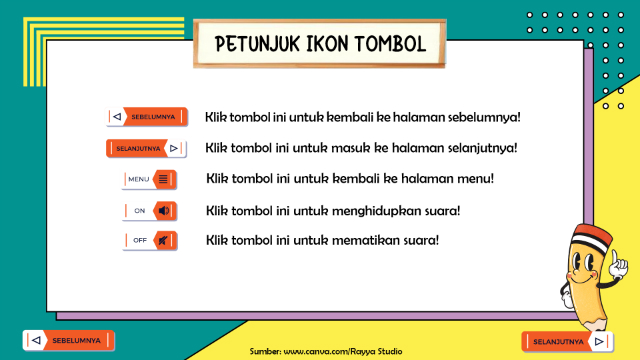 PETUNJUK IKON TOMBOL
SEBELUMNYA Klik tombol ini untuk kembali ke halaman sebelumnya!
SELANJUTNYA Klik tombol ini untuk masuk ke halaman selanjutnya!
MENU Klik tombol ini untuk kembali ke halaman menu!
ON Klik tombol ini untuk menghidupkan suara!
OFF Klik tombol ini untuk mematikan suara!
SEBELUMNYA SELANJUTNYA
Sumber: www.canva.com/Rayya Studio